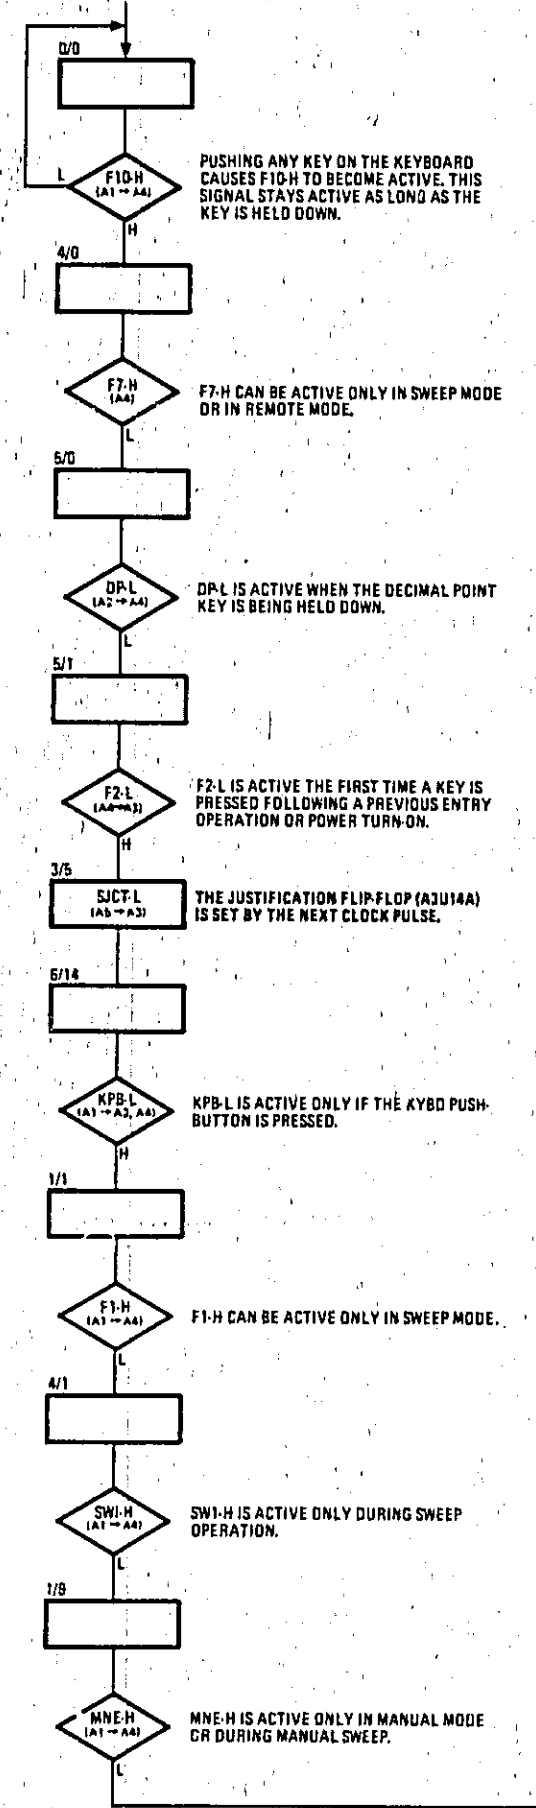 0/0
L
F10-H
(A1 → A4)
PUSHING ANY KEY ON THE KEYBOARD
CAUSES F10-H TO BECOME ACTIVE. THIS
SIGNAL STAYS ACTIVE AS LONG AS THE
KEY IS HELD DOWN.
H
4/0
F7-H
(A4)
F7-H CAN BE ACTIVE ONLY IN SWEEP MODE
OR IN REMOTE MODE.
L
5/0
DP-L
(A2 → A4)
DP-L IS ACTIVE WHEN THE DECIMAL POINT
KEY IS BEING HELD DOWN.
L
5/1
F2-L
(A4 → A3)
F2-L IS ACTIVE THE FIRST TIME A KEY IS
PRESSED FOLLOWING A PREVIOUS ENTRY
OPERATION OR POWER TURN-ON.
H
3/5
SJCT-L
(A5 → A3)
THE JUSTIFICATION FLIP-FLOP (A3U14A)
IS SET BY THE NEXT CLOCK PULSE.
6/14
KPB-L
(A1 → A3, A4)
KPB-L IS ACTIVE ONLY IF THE KYBD PUSH-
BUTTON IS PRESSED.
H
1/1
F1-H
(A1 → A4)
F1-H CAN BE ACTIVE ONLY IN SWEEP MODE.
L
4/1
SWI-H
(A1 → A4)
SWI-H IS ACTIVE ONLY DURING SWEEP
OPERATION.
L
1/9
MNE-H
(A1 → A4)
MNE-H IS ACTIVE ONLY IN MANUAL MODE
OR DURING MANUAL SWEEP.
L